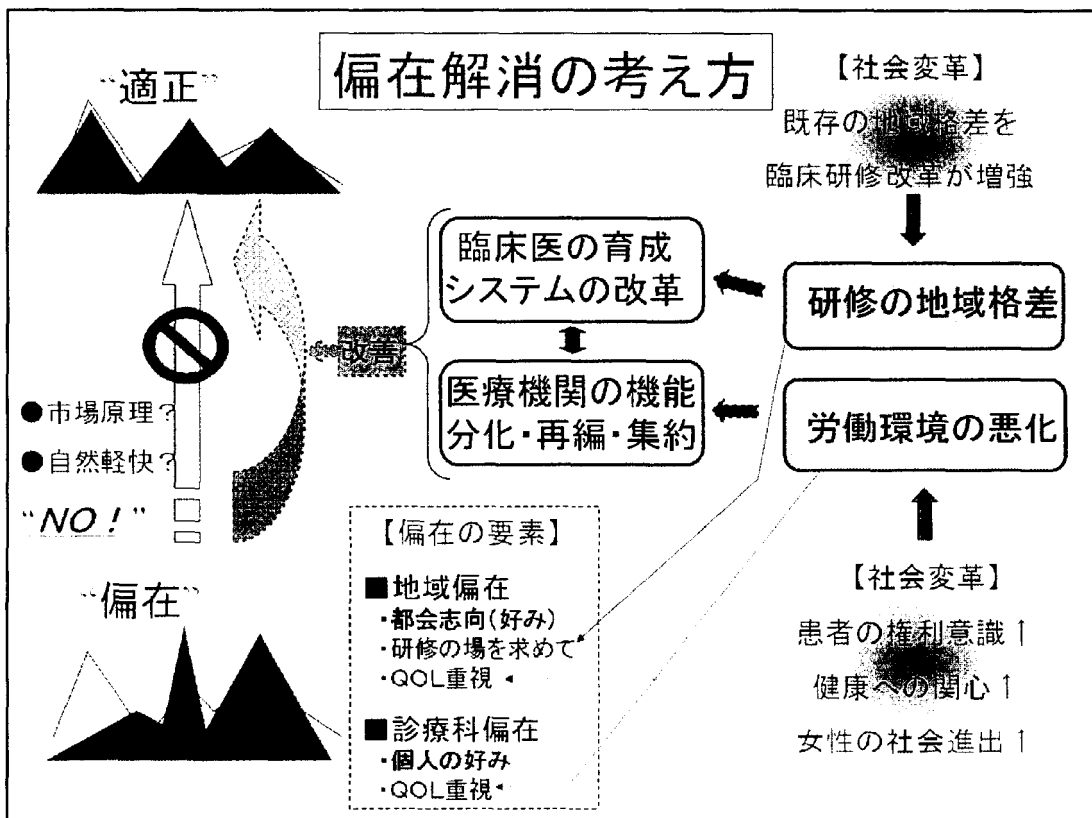 偏在解消の考え方
“適正”
【社会変革】
既存の地域格差を
臨床研修改革が増強
臨床医の育成
システムの改革
研修の地域格差
改善
医療機関の機能
分化・再編・集約
労働環境の悪化
●市場原理?
●自然軽快?
“NO!”
【偏在の要素】
■地域偏在
・都会志向(好み)
・研修の場を求めて
・QOL重視
■診療科偏在
・個人の好み
・QOL重視
“偏在”
【社会変革】
患者の権利意識↑
健康への関心↑
女性の社会進出↑